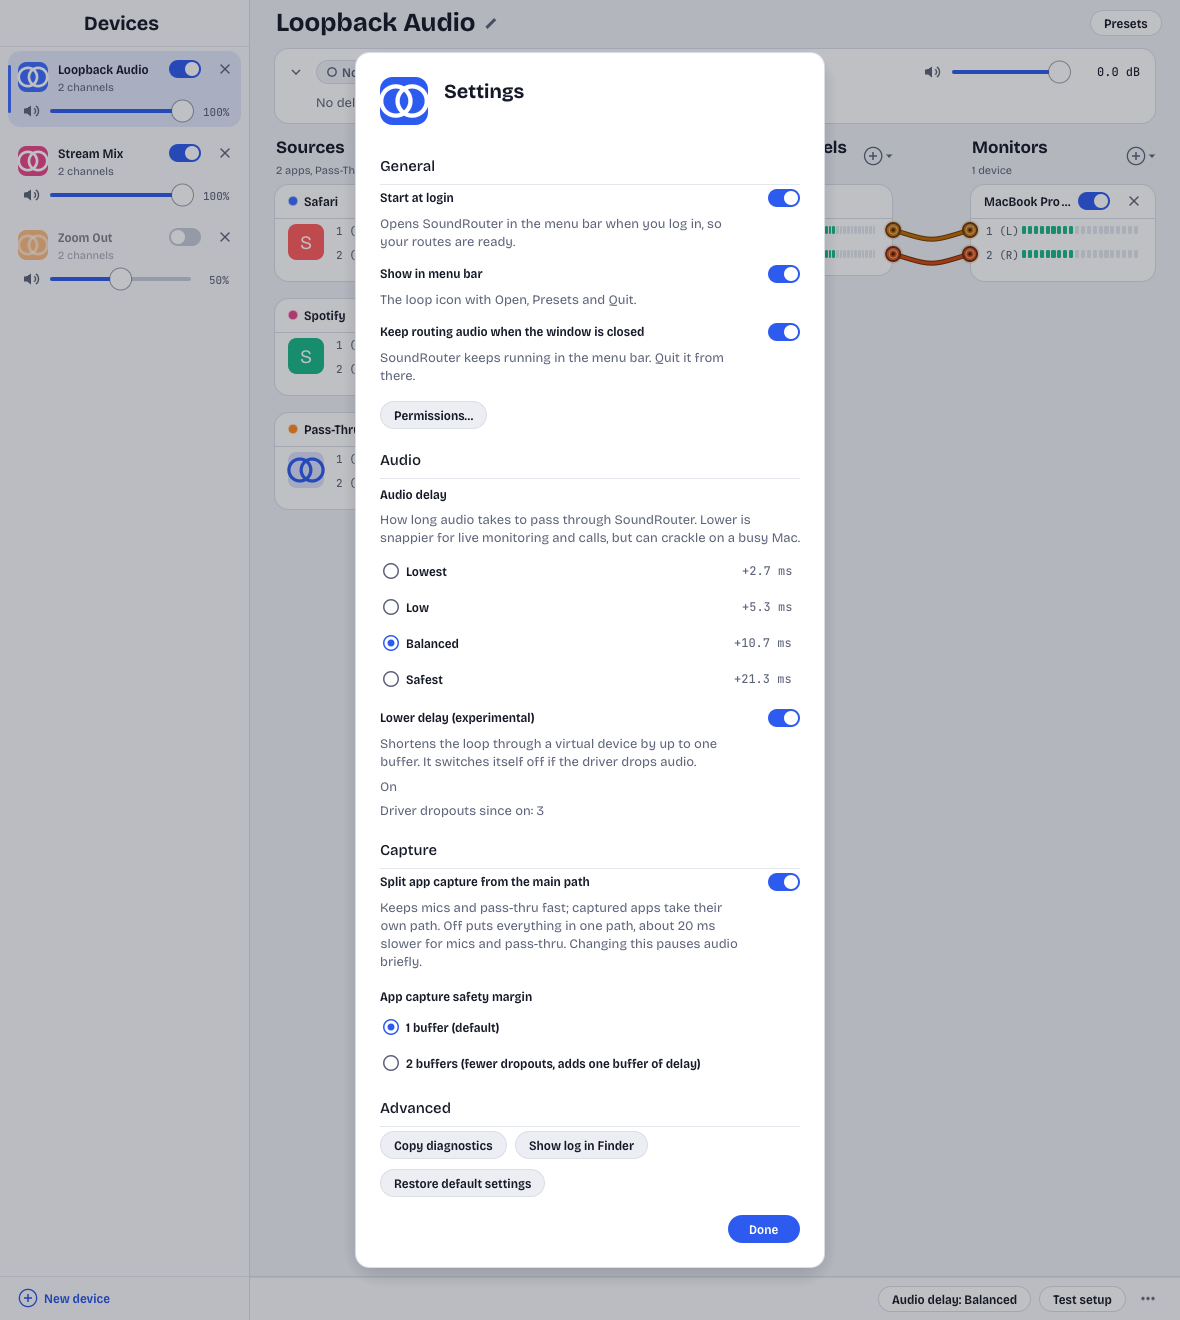 Devices
Loopback Audio
2 channels
100%
Stream Mix
2 channels
100%
Zoom Out
2 channels
50%
New device
Loopback Audio
Presets
No del
0.0 dB
Sources
2 apps, Pass-Th
Safari
S
1 (
2 (
Spotify
S
1 (
2 (
Pass-Thr
1 (
2 (
els
Monitors
1 device
MacBook Pro ...
1 (L)
2 (R)
Settings
General
Start at login
Opens SoundRouter in the menu bar when you log in, so
your routes are ready.
Show in menu bar
The loop icon with Open, Presets and Quit.
Keep routing audio when the window is closed
SoundRouter keeps running in the menu bar. Quit it from
there.
Permissions...
Audio
Audio delay
How long audio takes to pass through SoundRouter. Lower is
snappier for live monitoring and calls, but can crackle on a busy Mac.
Lowest +2.7 ms
Low +5.3 ms
Balanced +10.7 ms
Safest +21.3 ms
Lower delay (experimental)
Shortens the loop through a virtual device by up to one
buffer. It switches itself off if the driver drops audio.
On
Driver dropouts since on: 3
Capture
Split app capture from the main path
Keeps mics and pass-thru fast; captured apps take their
own path. Off puts everything in one path, about 20 ms
slower for mics and pass-thru. Changing this pauses audio
briefly.
App capture safety margin
1 buffer (default)
2 buffers (fewer dropouts, adds one buffer of delay)
Advanced
Copy diagnostics
Show log in Finder
Restore default settings
Done
Audio delay: Balanced
Test setup